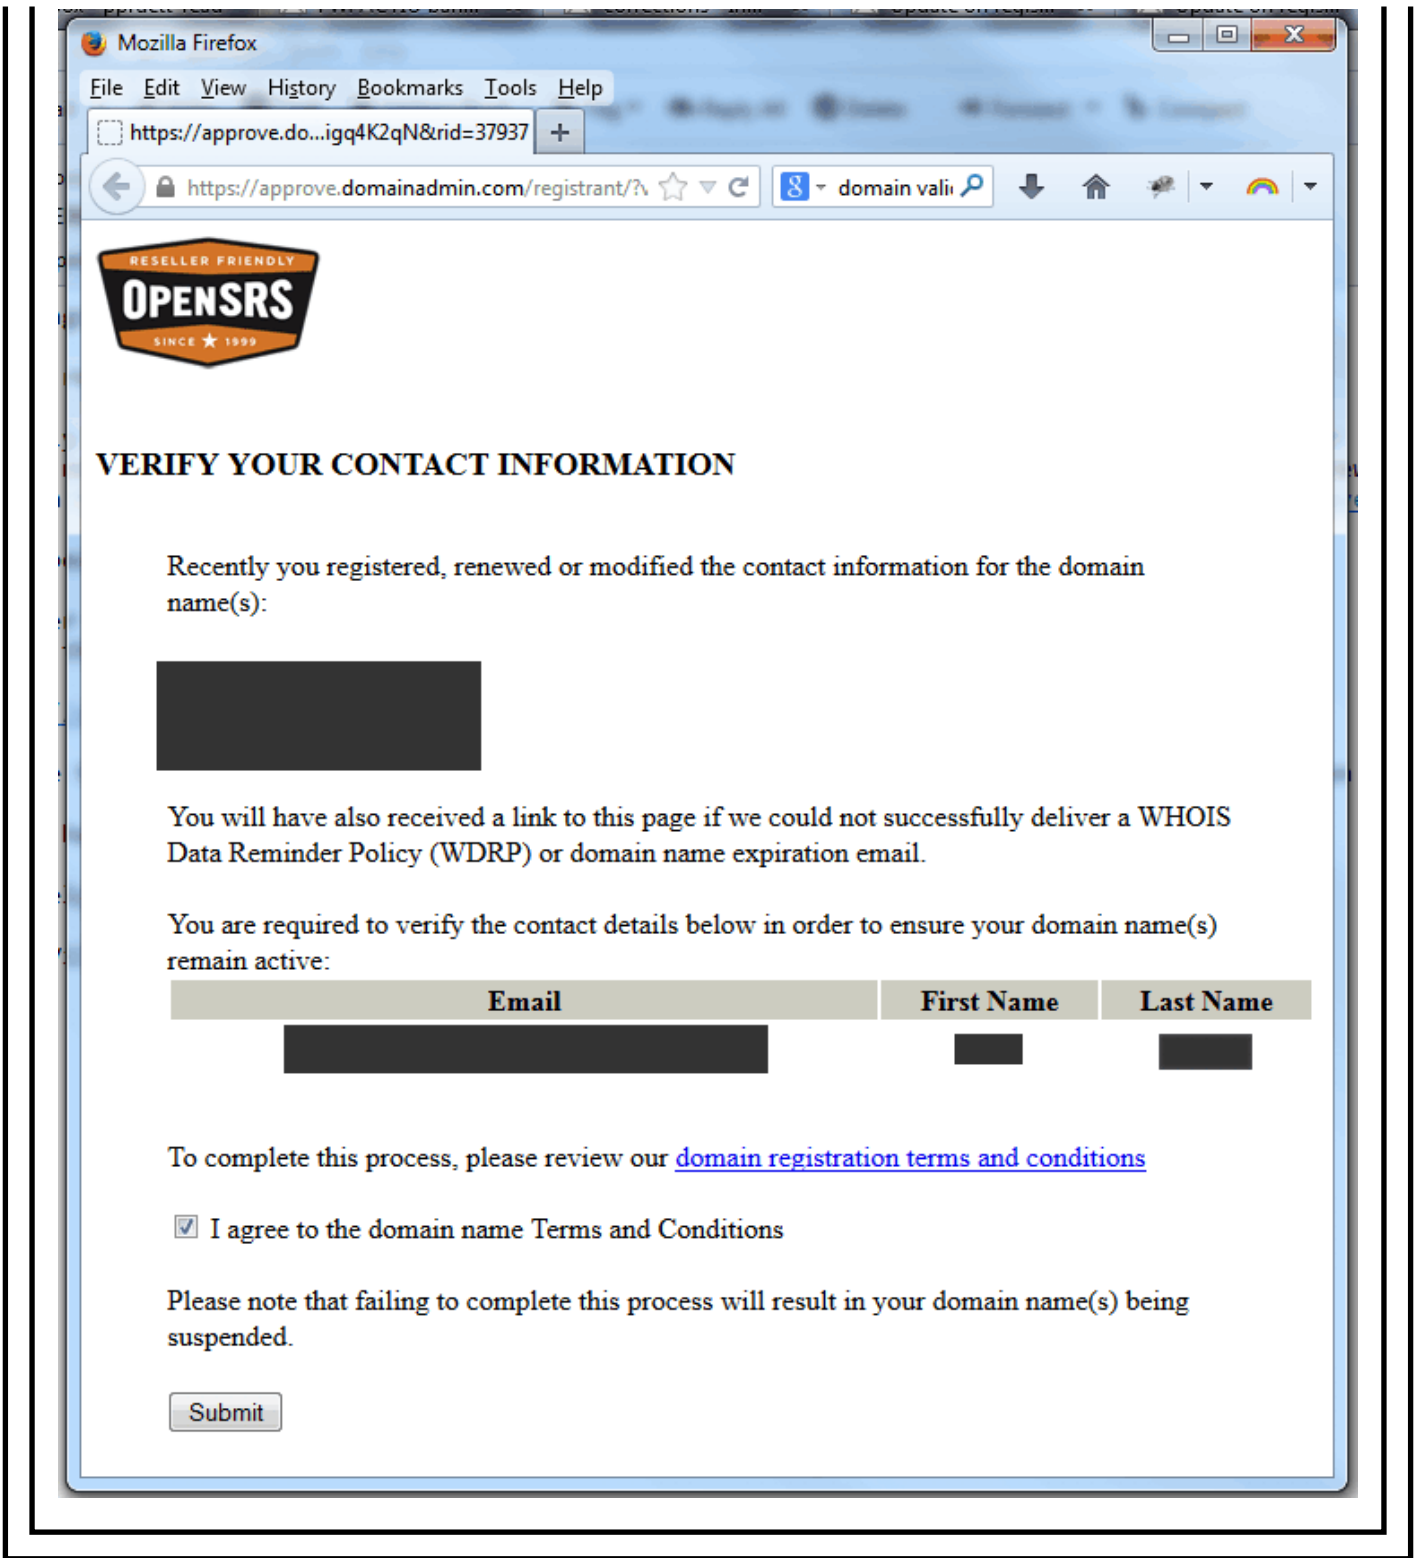 Mozilla Firefox
File Edit View History Bookmarks Tools Help
https://approve.do...igq4K2qN&rid=37937 +
https://approve.domainadmin.com/registrant/?v 8 domain vali
RESELLER FRIENDLY
OPENSRS
SINCE ★ 1999
VERIFY YOUR CONTACT INFORMATION
Recently you registered, renewed or modified the contact information for the domain
name(s):
You will have also received a link to this page if we could not successfully deliver a WHOIS
Data Reminder Policy (WDRP) or domain name expiration email.
You are required to verify the contact details below in order to ensure your domain name(s)
remain active:
Email First Name Last Name
To complete this process, please review our domain registration terms and conditions
I agree to the domain name Terms and Conditions
Please note that failing to complete this process will result in your domain name(s) being
suspended.
Submit